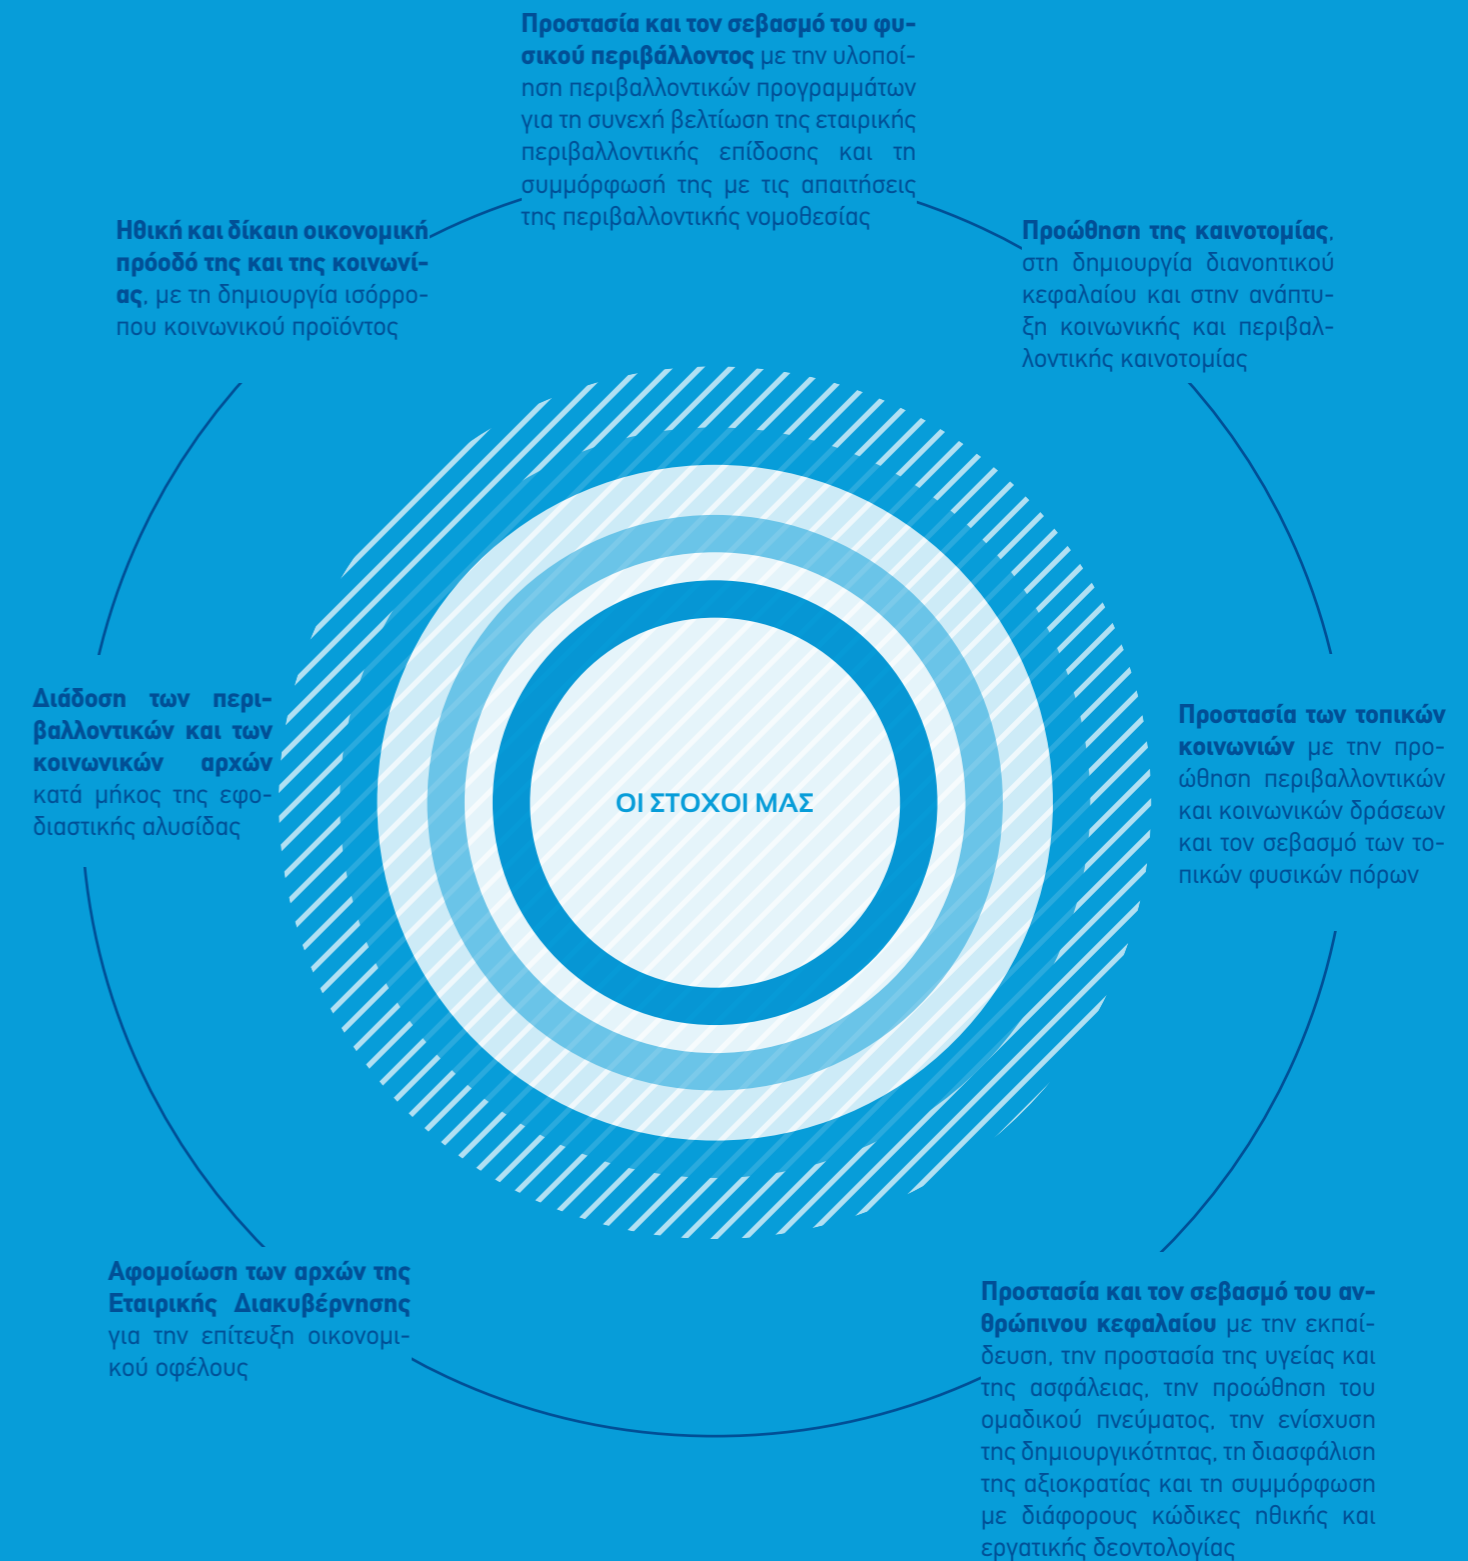 Προστασία και τον σεβασμό του φυ-
σικού περιβάλλοντος με την υλοποί-
ηση περιβαλλοντικών προγραμμάτων
για τη συνεχή βελτίωση της εταιρικής
περιβαλλοντικής επίδοσης και τη
συμμόρφωσή της με τις απαιτήσεις
της περιβαλλοντικής νομοθεσίας
Ηθική και δίκαιη οικονομική
πρόοδό της και της κοινωνί-
ας, με τη δημιουργία ισόρρο-
που κοινωνικού προϊόντος
Προώθηση της καινοτομίας,
στη δημιουργία διανοητικού
κεφαλαίου και στην ανάπτυ-
ξη κοινωνικής και περιβαλ-
λοντικής καινοτομίας
Διάδοση των περι-
βαλλοντικών και των
κοινωνικών αρχών
κατά μήκος της εφο-
διαστικής αλυσίδας
ΟΙ ΣΤΟΧΟΙ ΜΑΣ
Προστασία των τοπικών
κοινωνιών με την προ-
ώθηση περιβαλλοντικών
και κοινωνικών δράσεων
και τον σεβασμό των το-
πικών φυσικών πόρων
Αφομοίωση των αρχών της
Εταιρικής Διακυβέρνησης
για την επίτευξη οικονομι-
κού οφέλους
Προστασία και τον σεβασμό του αν-
θρώπινου κεφαλαίου με την εκπαί-
δευση, την προστασία της υγείας και
της ασφάλειας, την προώθηση του
ομαδικού πνεύματος, την ενίσχυση
της δημιουργικότητας, τη διασφάλιση
της αξιοκρατίας και τη συμμόρφωση
με διάφορους κώδικες ηθικής και
εργατικής δεοντολογίας